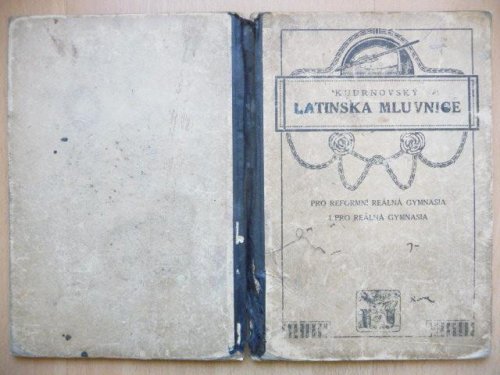 KUDRNOVSKÝ
LATINSKÁ MLUVNICE
PRO REFORMNÍ REÁLNÁ GYMNASIA
I PRO REÁLNÁ GYMNASIA